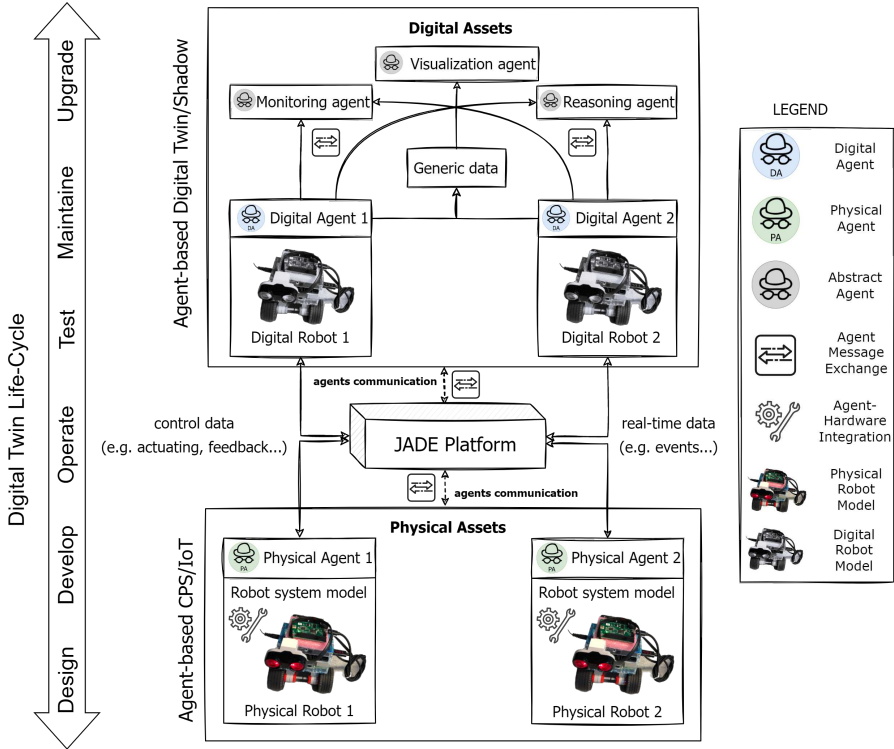 Digital Twin Life-Cycle
Upgrade
Maintaine
Test
Operate
Develop
Design
Agent-based Digital Twin/Shadow
Digital Assets
Visualization agent
Monitoring agent
Reasoning agent
Generic data
DA
Digital Agent 1
DA
Digital Agent 2
Digital Robot 1
Digital Robot 2
agents communication
control data
(e.g. actuating, feedback...)
JADE Platform
real-time data
(e.g. events...)
agents communication
Agent-based CPS/IoT
Physical Assets
PA
Physical Agent 1
PA
Physical Agent 2
Robot system model
Robot system model
Physical Robot 1
Physical Robot 2
LEGEND
DA
Digital
Agent
PA
Physical
Agent
Abstract
Agent
Agent
Message
Exchange
Agent-
Hardware
Integration
Physical
Robot
Model
Digital
Robot
Model